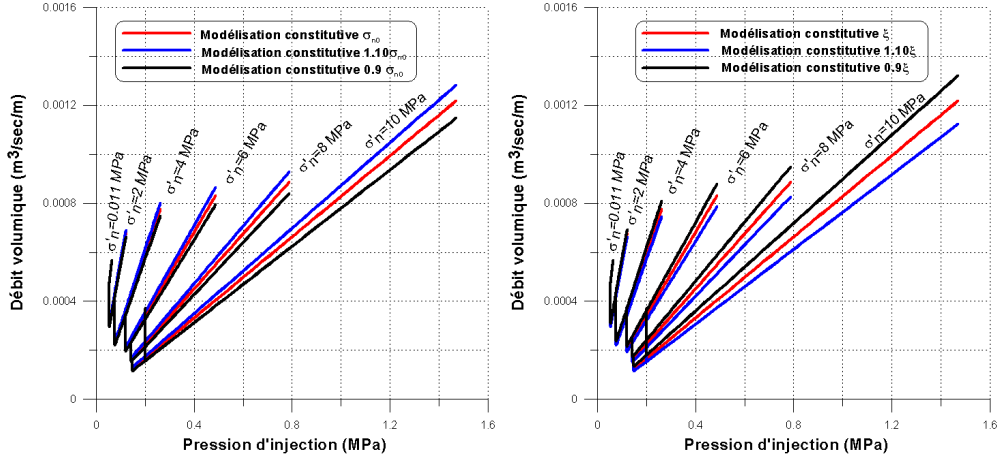 0.0016
0.0012
0.0008
0.0004
0
0
0.4
0.8
1.2
1.6
Débit volumique (m³/sec/m)
Pression d'injection (MPa)
Modélisation constitutive σn0
Modélisation constitutive 1.10σn0
Modélisation constitutive 0.9 σn0
σ'n=0.011 MPa
σ'n=2 MPa
σ'n=4 MPa
σ'n=6 MPa
σ'n=8 MPa
σ'n=10 MPa
0.0016
0.0012
0.0008
0.0004
0
0
0.4
0.8
1.2
1.6
Débit volumique (m³/sec/m)
Pression d'injection (MPa)
Modélisation constitutive ξ
Modélisation constitutive 1.10ξ
Modélisation constitutive 0.9ξ
σ'n=0.011 MPa
σ'n=2 MPa
σ'n=4 MPa
σ'n=6 MPa
σ'n=8 MPa
σ'n=10 MPa